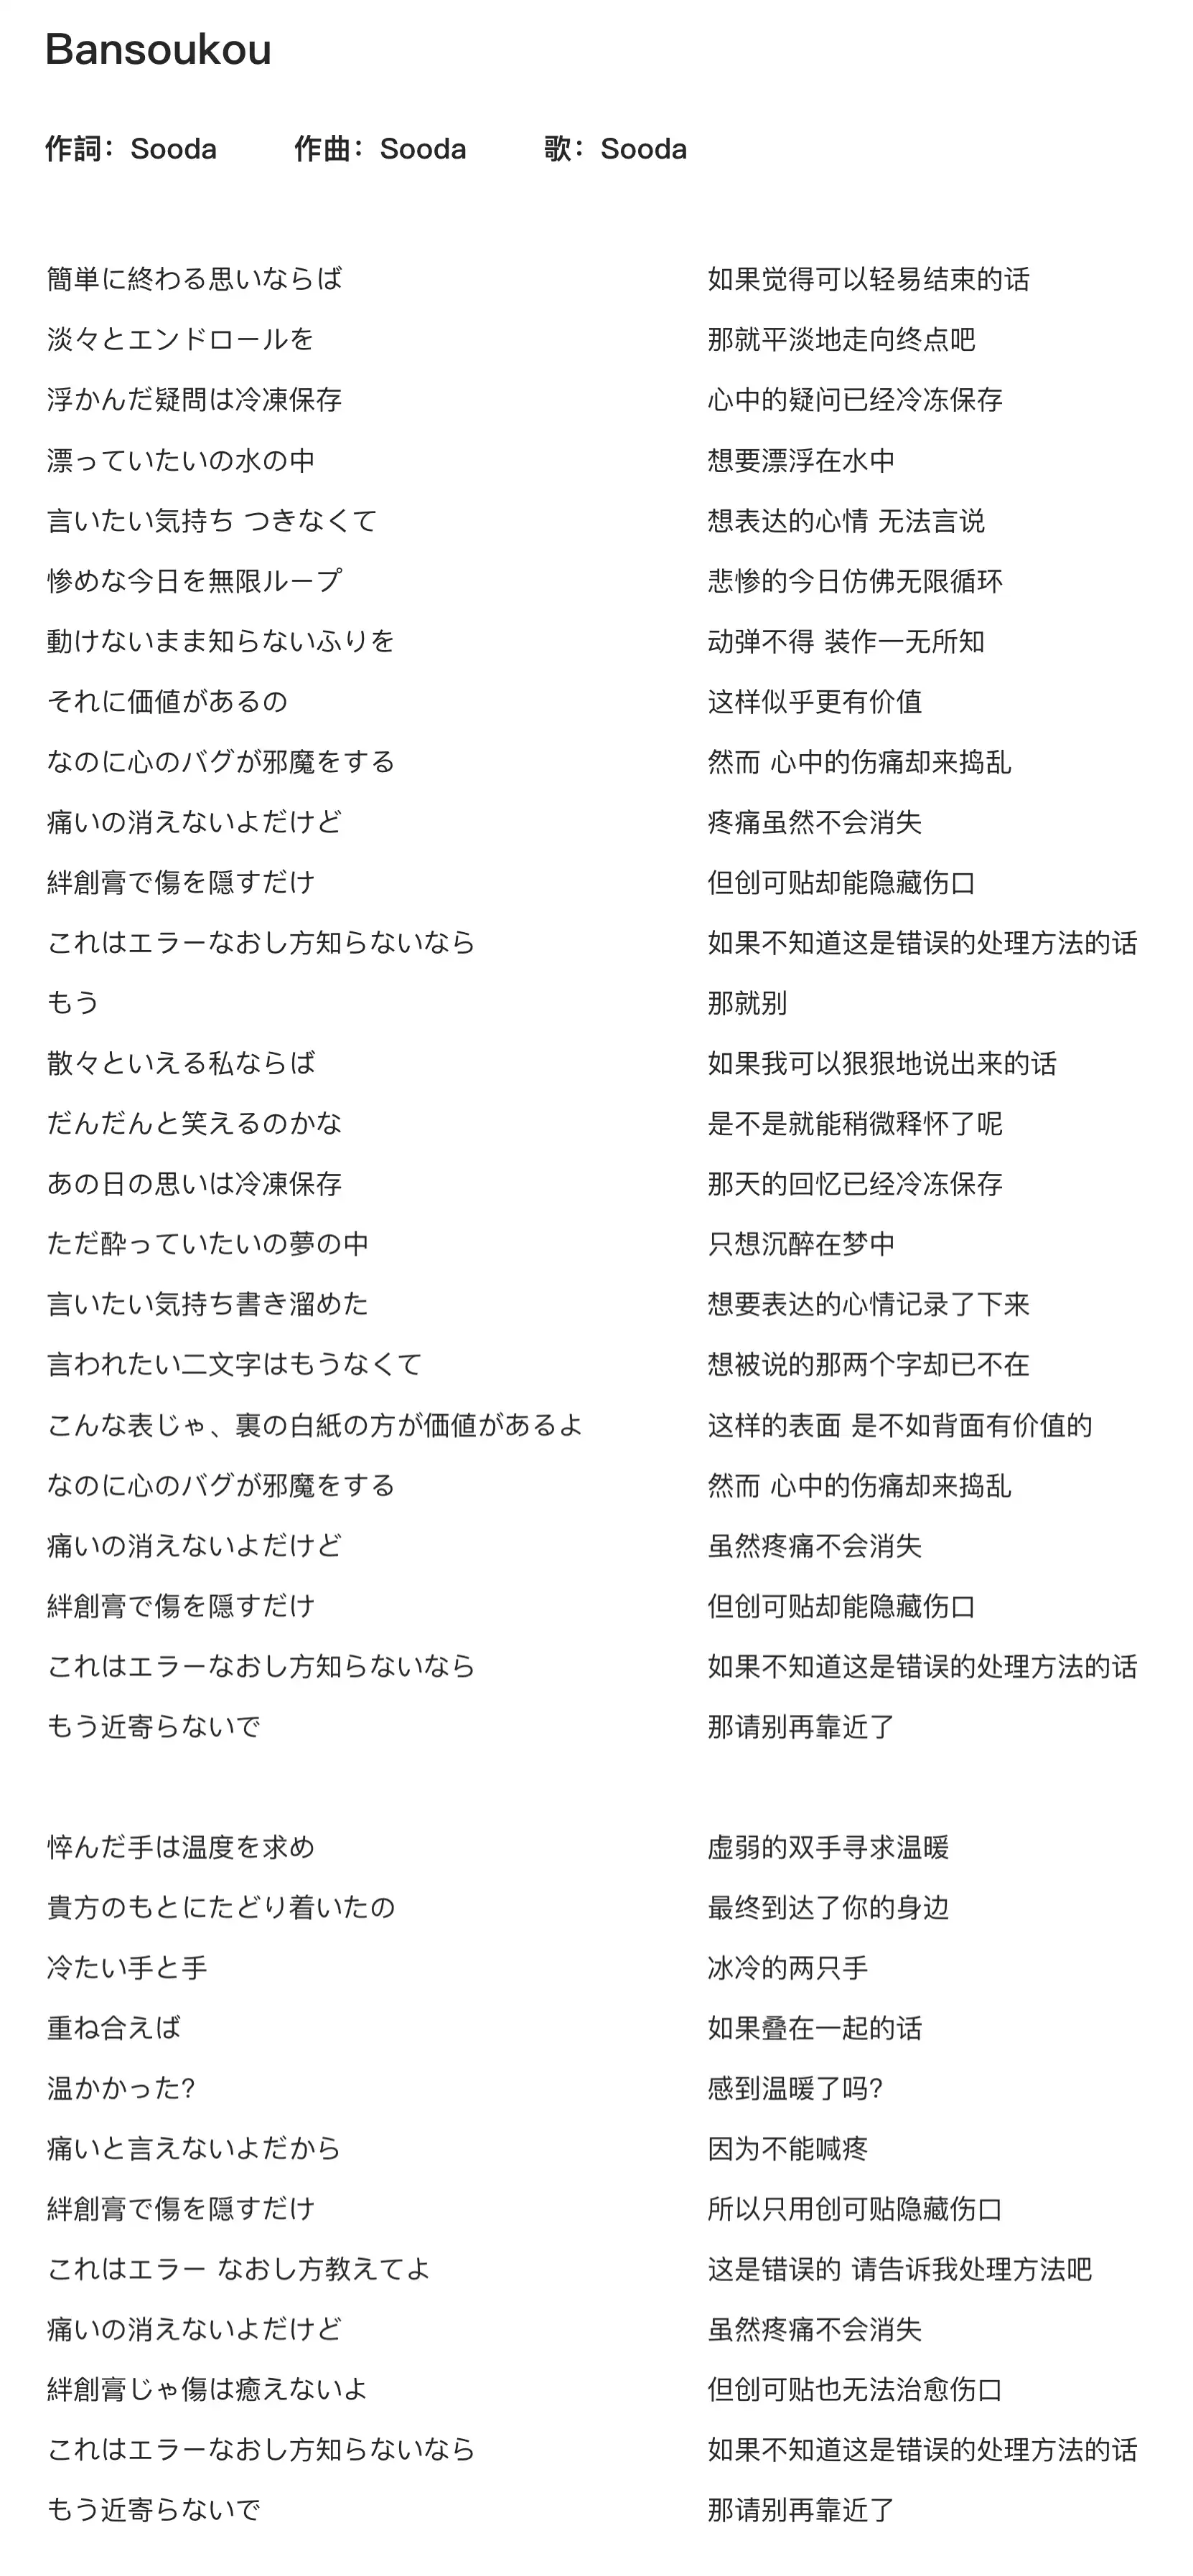 Bansoukou
作詞：Sooda 作曲：Sooda 歌：Sooda
簡単に終わる思いならば 如果觉得可以轻易结束的话
淡々とエンドロールを 那就平淡地走向终点吧
浮かんだ疑問は冷凍保存 心中的疑问已经冷冻保存
漂っていたいの水の中 想要漂浮在水中
言いたい気持ち つきなくて 想表达的心情 无法言说
惨めな今日を無限ループ 悲惨的今日仿佛无限循环
動けないまま知らないふりを 动弹不得 装作一无所知
それに価値があるの 这样似乎更有价值
なのに心のバグが邪魔をする 然而 心中的伤痛却来捣乱
痛いの消えないよだけど 疼痛虽然不会消失
絆創膏で傷を隠すだけ 但创可贴却能隐藏伤口
これはエラーなおし方知らないなら 如果不知道这是错误的处理方法的话
もう 那就别
散々といえる私ならば 如果我可以狠狠地说出来的话
だんだんと笑えるのかな 是不是就能稍微释怀了呢
あの日の思いは冷凍保存 那天的回忆已经冷冻保存
ただ酔っていたいの夢の中 只想沉醉在梦中
言いたい気持ち書き溜めた 想要表达的心情记录了下来
言われたい二文字はもうなくて 想被说的那两个字却已不在
こんな表じゃ、裏の白紙の方が価値があるよ 这样的表面 是不如背面有价值的
なのに心のバグが邪魔をする 然而 心中的伤痛却来捣乱
痛いの消えないよだけど 虽然疼痛不会消失
絆創膏で傷を隠すだけ 但创可贴却能隐藏伤口
これはエラーなおし方知らないなら 如果不知道这是错误的处理方法的话
もう近寄らないで 那请别再靠近了
悴んだ手は温度を求め 虚弱的双手寻求温暖
貴方のもとにたどり着いたの 最终到达了你的身边
冷たい手と手 冰冷的两只手
重ね合えば 如果叠在一起的话
温かかった? 感到温暖了吗?
痛いと言えないよだから 因为不能喊疼
絆創膏で傷を隠すだけ 所以只用创可贴隐藏伤口
これはエラー なおし方教えてよ 这是错误的 请告诉我处理方法吧
痛いの消えないよだけど 虽然疼痛不会消失
絆創膏じゃ傷は癒えないよ 但创可贴也无法治愈伤口
これはエラーなおし方知らないなら 如果不知道这是错误的处理方法的话
もう近寄らないで 那请别再靠近了